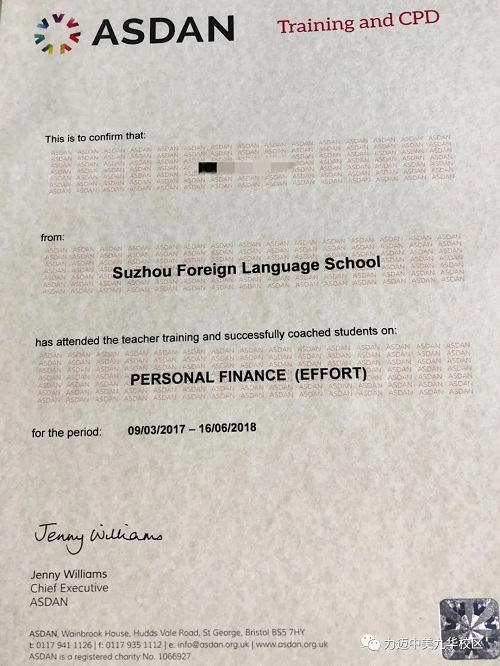 ASDAN
Training and CPD
This is to confirm that:
from:
Suzhou Foreign Language School
has attended the teacher training and successfully coached students on:
PERSONAL FINANCE (EFFORT)
for the period:
09/03/2017 – 16/06/2018
Jenny Williams
Jenny Williams
Chief Executive
ASDAN
ASDAN, Wainbrook House, Hudds Vale Road, St George, Bristol BS5 7HY
t: 0117 941 1126 | f: 0117 935 1112 | e: info@asdan.org.uk | www.asdan.org.uk
ASDAN is a registered charity No. 1066927
力迈中美九华校区